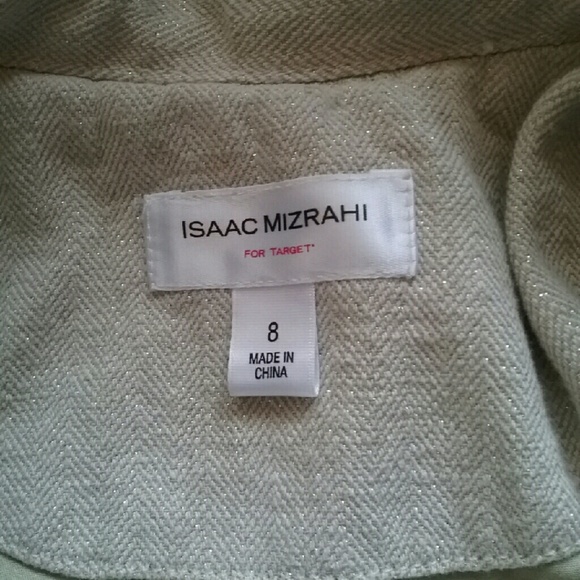 ISAAC MIZRAHI
FOR TARGET*
8
MADE IN
CHINA